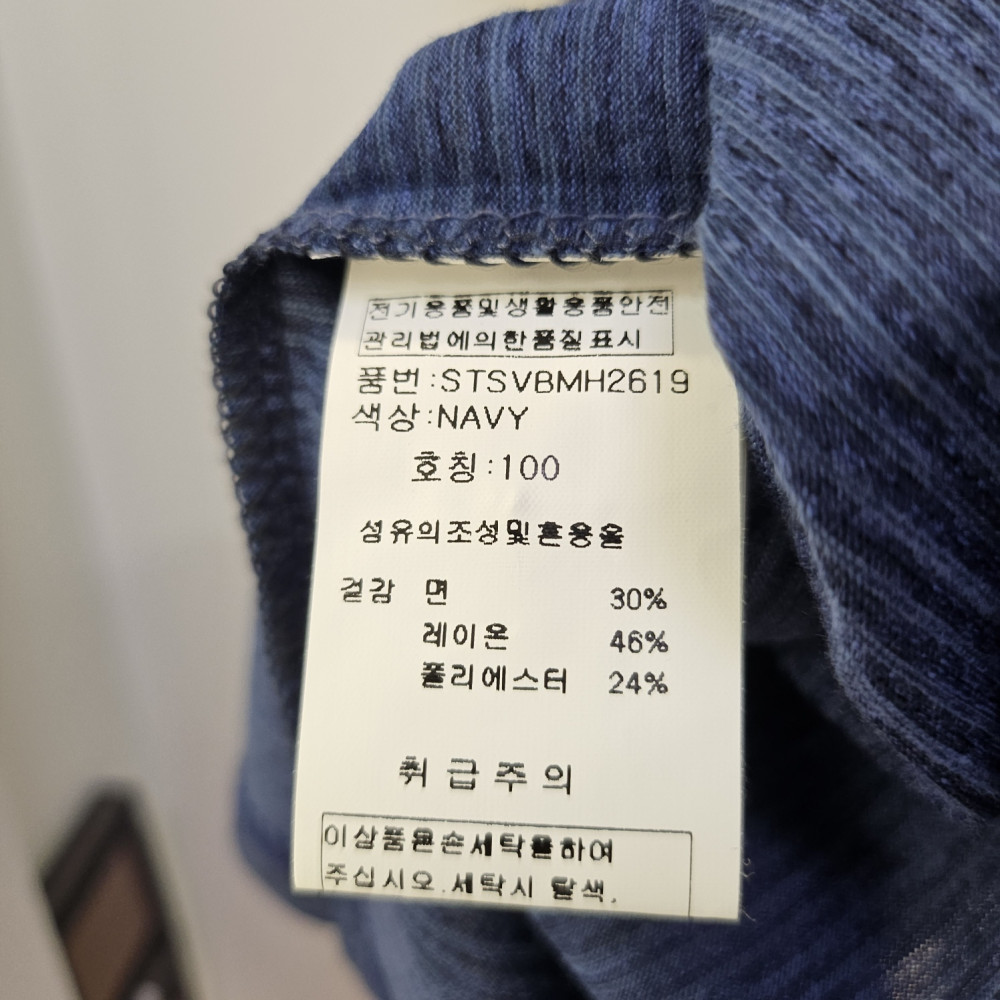 전기용품및생활용품안전
관리법에의한품질표시
품번:STSVBMH2619
색상:NAVY
호칭:100
섬유의조성및혼용율
겉감 면 30%
레이온 46%
폴리에스터 24%
취급주의
이상품은손세탁을하여
주십시오.세탁시 탈색,